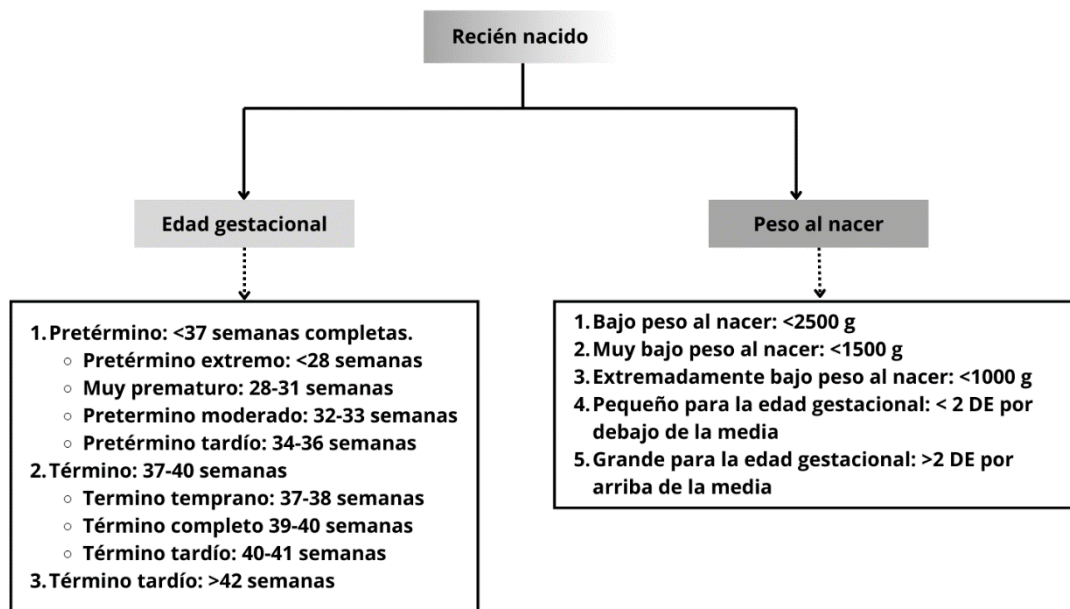 Recién nacido
Edad gestacional
1. Pretérmino: <37 semanas completas.
○ Pretérmino extremo: <28 semanas
○ Muy prematuro: 28-31 semanas
○ Pretermino moderado: 32-33 semanas
○ Pretérmino tardío: 34-36 semanas
2. Término: 37-40 semanas
○ Termino temprano: 37-38 semanas
○ Término completo 39-40 semanas
○ Término tardío: 40-41 semanas
3. Término tardío: >42 semanas
Peso al nacer
1. Bajo peso al nacer: <2500 g
2. Muy bajo peso al nacer: <1500 g
3. Extremadamente bajo peso al nacer: <1000 g
4. Pequeño para la edad gestacional: < 2 DE por
debajo de la media
5. Grande para la edad gestacional: >2 DE por
arriba de la media